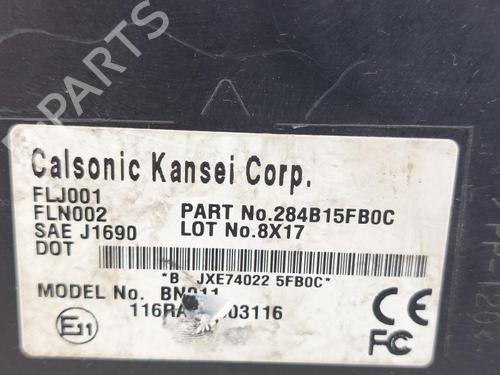 Calsonic Kansei Corp.
FLJ001
FLN002 PART No.284B15FB0C
SAE J1690 LOT No.8X17
DOT
*B JXE74022 5FB0C*
MODEL No.
E11
CE
FC
B-PARTS